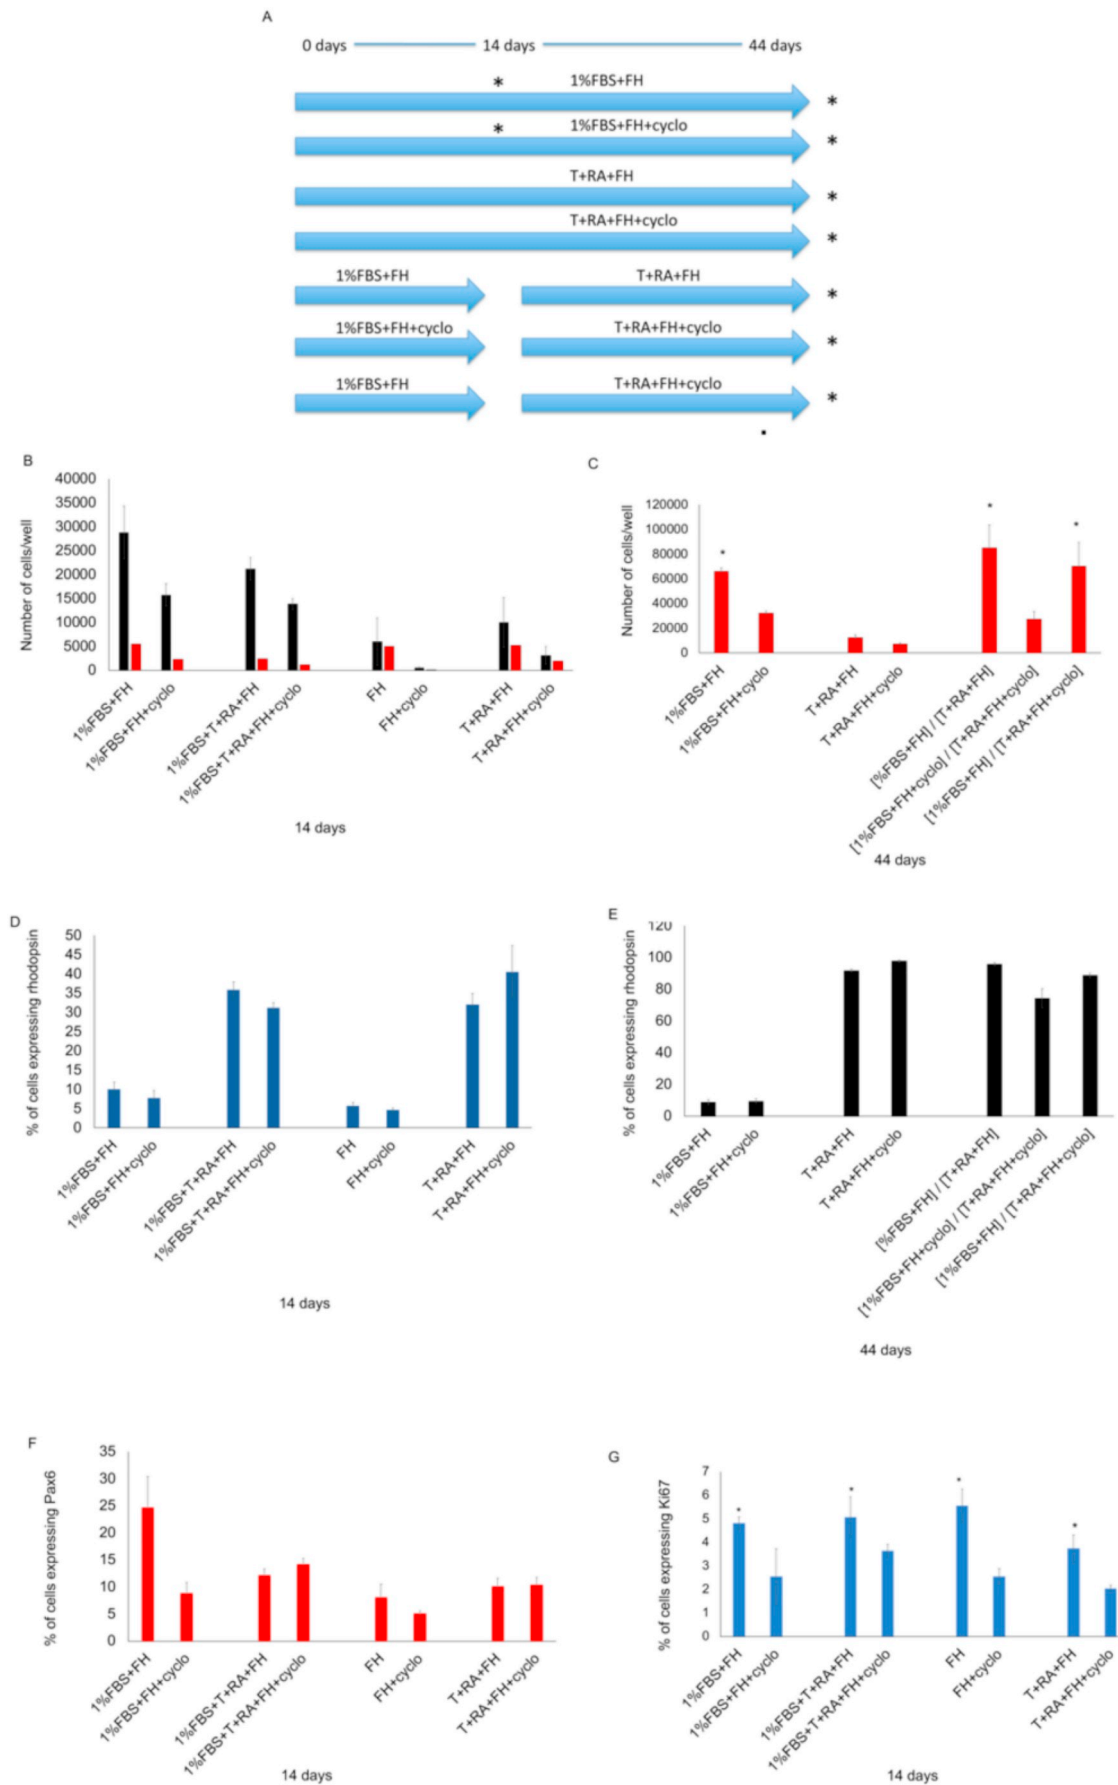 A
0 days 14 days 44 days
* 1%FBS+FH *
* 1%FBS+FH+cyclo *
T+RA+FH *
T+RA+FH+cyclo *
1%FBS+FH T+RA+FH *
1%FBS+FH+cyclo T+RA+FH+cyclo *
1%FBS+FH T+RA+FH+cyclo *
B
Number of cells/well
40000
35000
30000
25000
20000
15000
10000
5000
0
1%FBS+FH
1%FBS+FH+cyclo
1%FBS+T+RA+FH
1%FBS+T+RA+FH+cyclo
FH
FH+cyclo
T+RA+FH
T+RA+FH+cyclo
14 days
C
Number of cells/well
120000
100000
80000
60000
40000
20000
0
* * *
1%FBS+FH
1%FBS+FH+cyclo
T+RA+FH
T+RA+FH+cyclo
[%FBS+FH] / [T+RA+FH]
[1%FBS+FH+cyclo] / [T+RA+FH+cyclo]
[1%FBS+FH] / [T+RA+FH+cyclo]
44 days
D
% of cells expressing rhodopsin
50
45
40
35
30
25
20
15
10
5
0
1%FBS+FH
1%FBS+FH+cyclo
1%FBS+T+RA+FH
1%FBS+T+RA+FH+cyclo
FH
FH+cyclo
T+RA+FH
T+RA+FH+cyclo
14 days
E
% of cells expressing rhodopsin
120
100
80
60
40
20
0
1%FBS+FH
1%FBS+FH+cyclo
T+RA+FH
T+RA+FH+cyclo
[%FBS+FH] / [T+RA+FH]
[1%FBS+FH+cyclo] / [T+RA+FH+cyclo]
[1%FBS+FH] / [T+RA+FH+cyclo]
44 days
F
% of cells expressing Pax6
35
30
25
20
15
10
5
0
1%FBS+FH
1%FBS+FH+cyclo
1%FBS+T+RA+FH
1%FBS+T+RA+FH+cyclo
FH
FH+cyclo
T+RA+FH
T+RA+FH+cyclo
14 days
G
% of cells expressing Ki67
7
6
5
4
3
2
1
0
* * * *
1%FBS+FH
1%FBS+FH+cyclo
1%FBS+T+RA+FH
1%FBS+T+RA+FH+cyclo
FH
FH+cyclo
T+RA+FH
T+RA+FH+cyclo
14 days